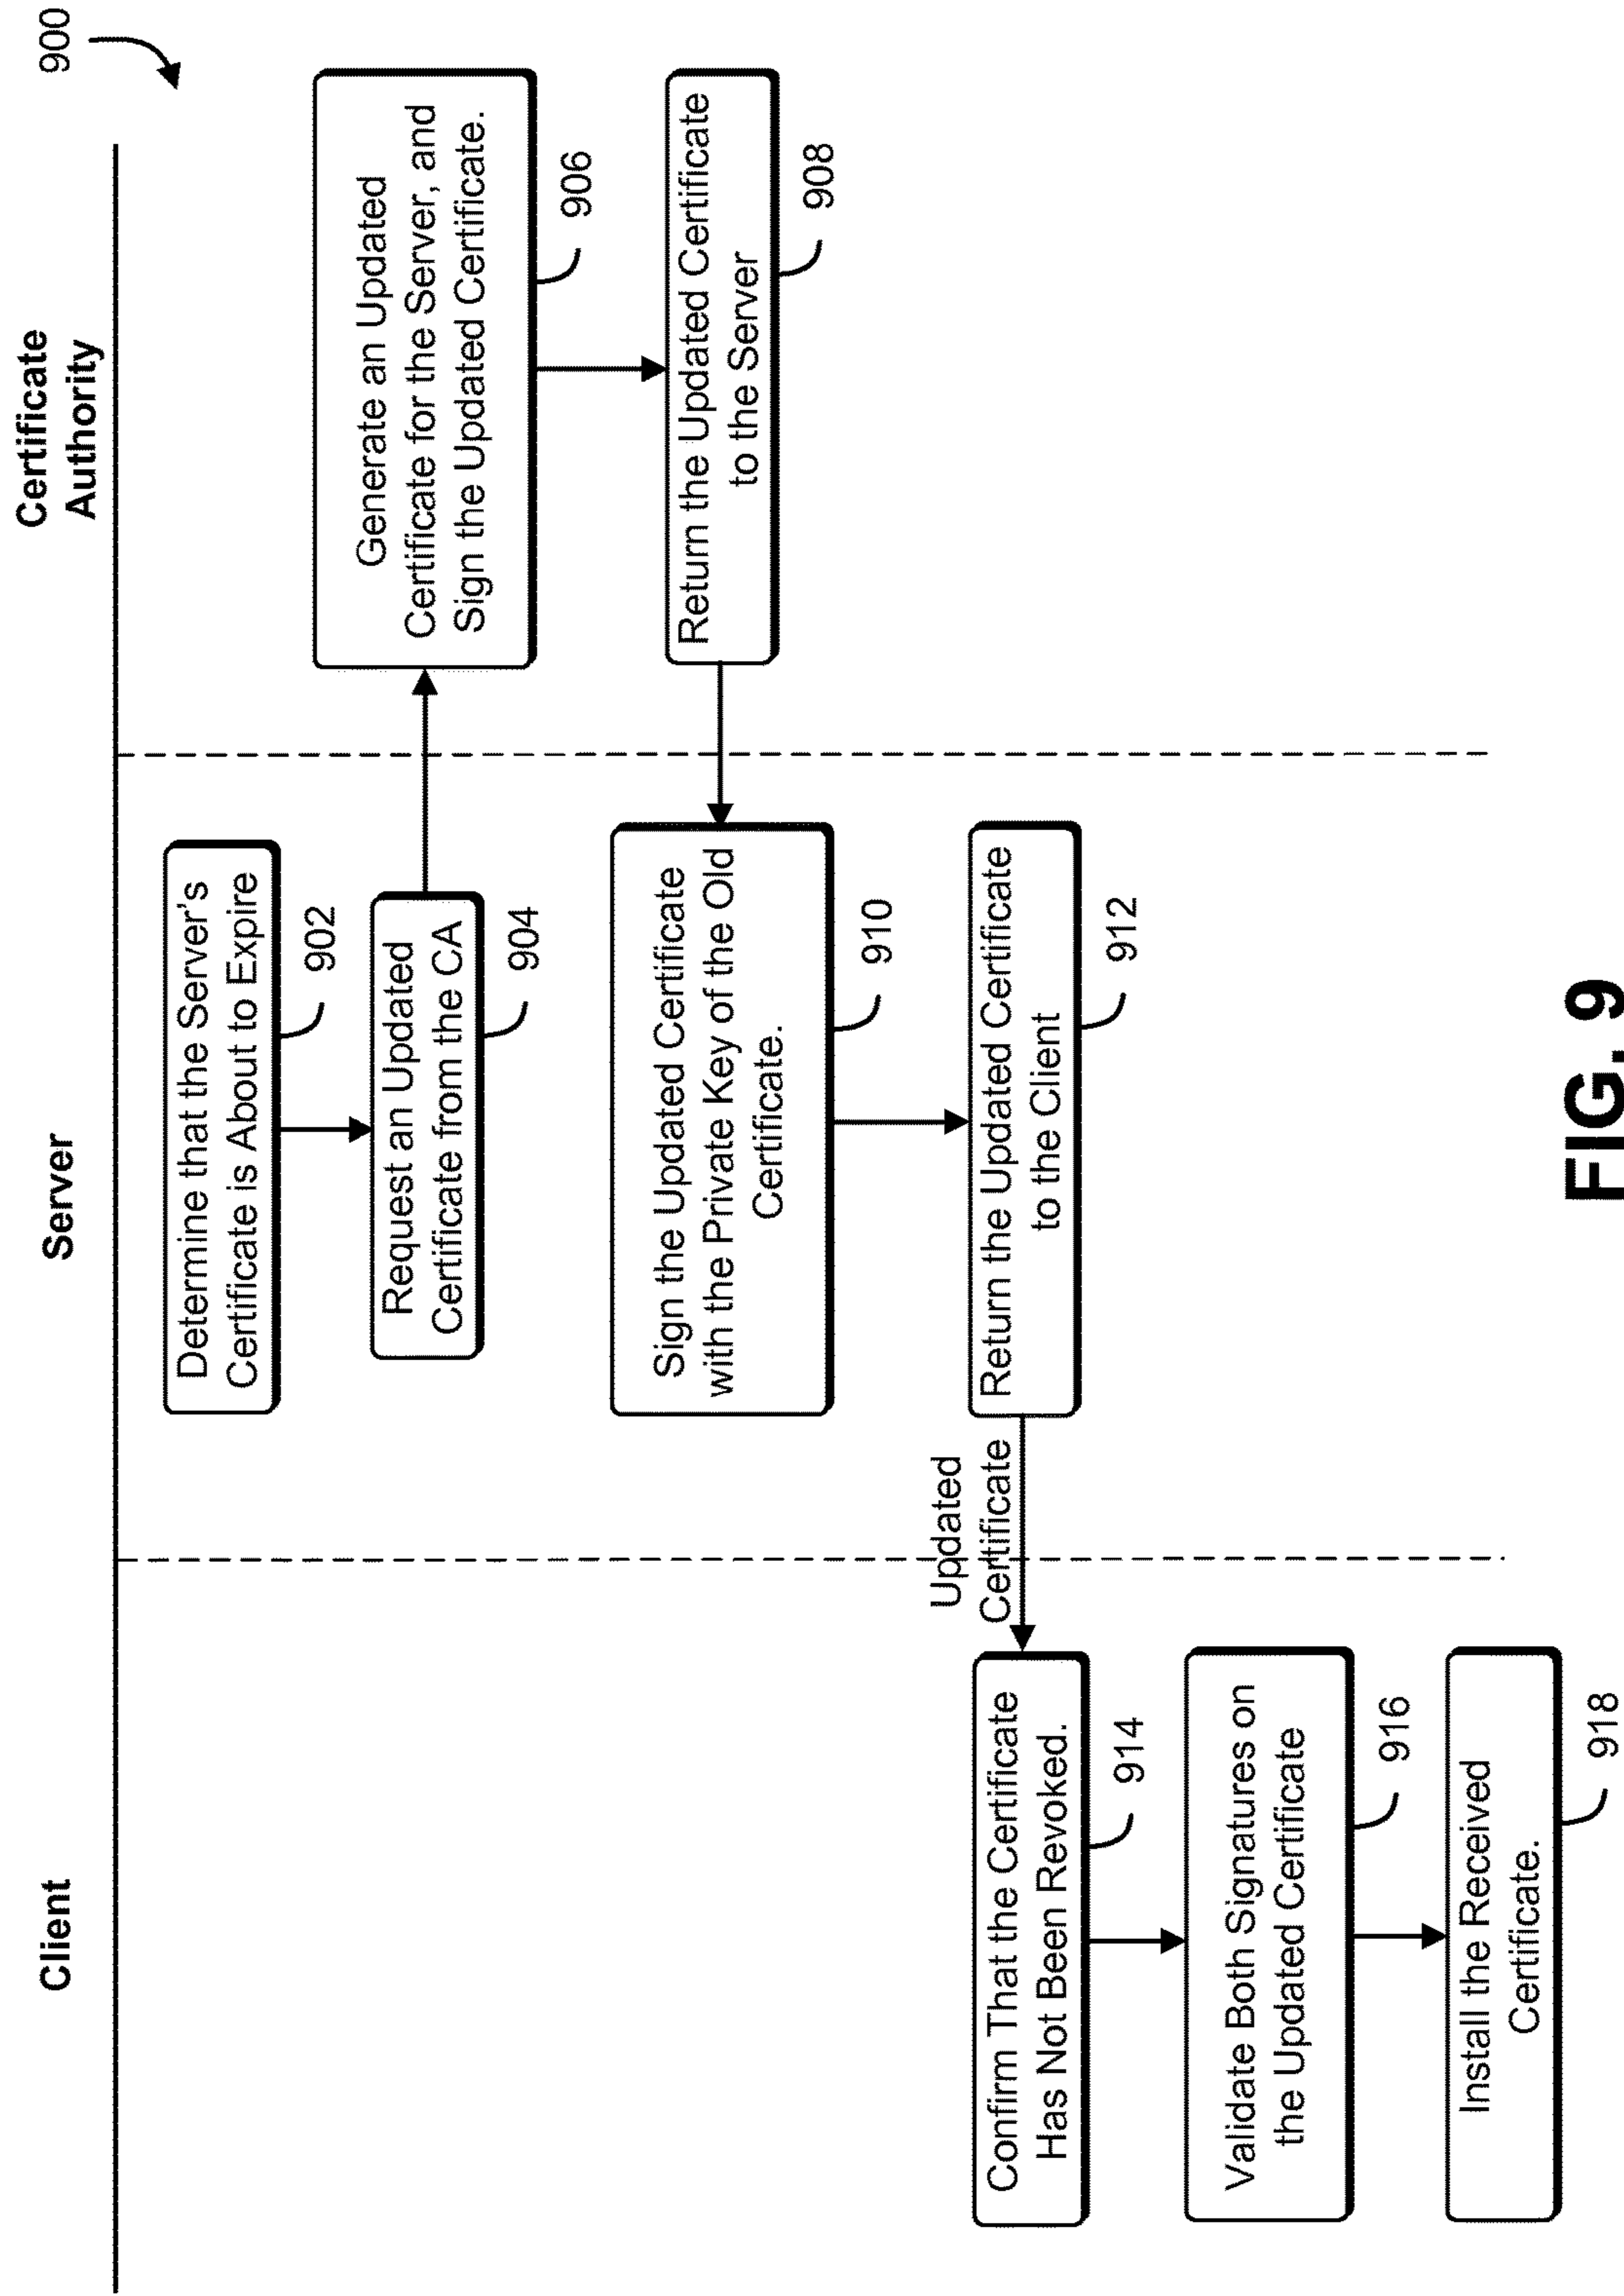 900
Client
Server
Certificate
Authority
Determine that the Server's
Certificate is About to Expire
902
Request an Updated
Certificate from the CA
904
Generate an Updated
Certificate for the Server, and
Sign the Updated Certificate.
906
Return the Updated Certificate
to the Server
908
Sign the Updated Certificate
with the Private Key of the Old
Certificate.
910
Return the Updated Certificate
to the Client
912
Updated
Certificate
Confirm That the Certificate
Has Not Been Revoked.
914
Validate Both Signatures on
the Updated Certificate
916
Install the Received
Certificate.
918
FIG. 9